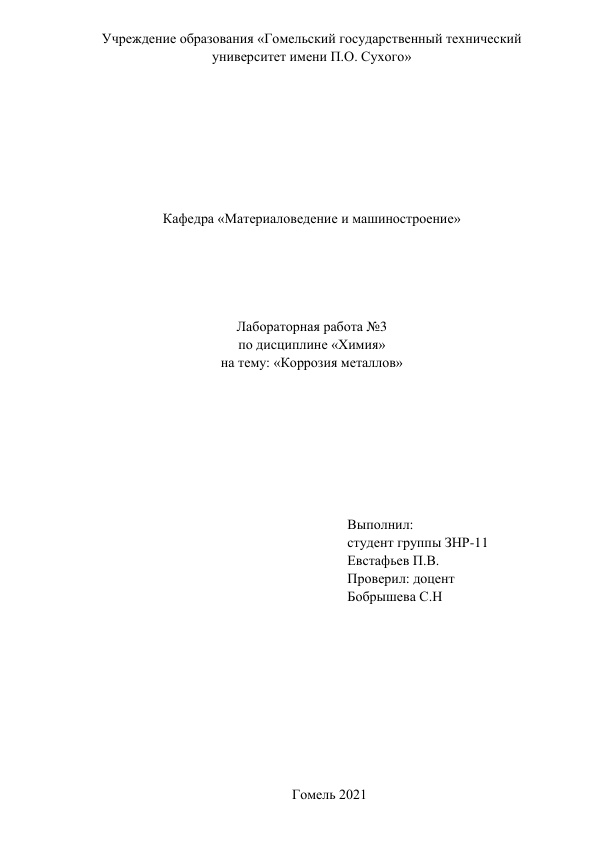 Учреждение образования «Гомельский государственный технический
университет имени П.О. Сухого»
Кафедра «Материаловедение и машиностроение»
Лабораторная работа №3
по дисциплине «Химия»
на тему: «Коррозия металлов»
Выполнил:
студент группы ЗНР-11
Евстафьев П.В.
Проверил: доцент
Бобрышева С.Н
Гомель 2021